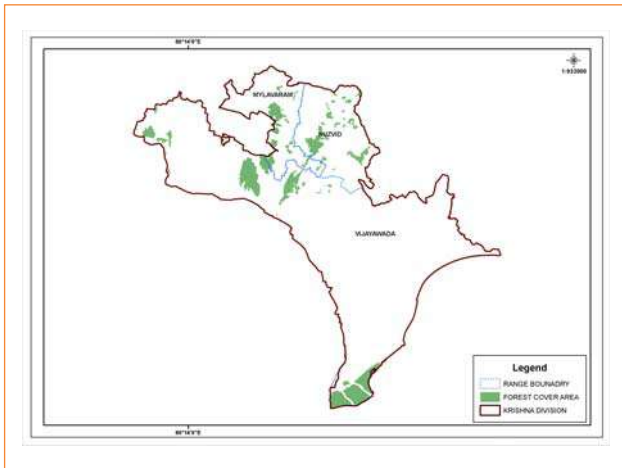 80°14'0"E
1:933000
MYLAVARAM
NUZVID
VIJAYAWADA
Legend
RANGE BOUNADRY
FOREST COVER AREA
KRISHNA DIVISION
80°14'0"E